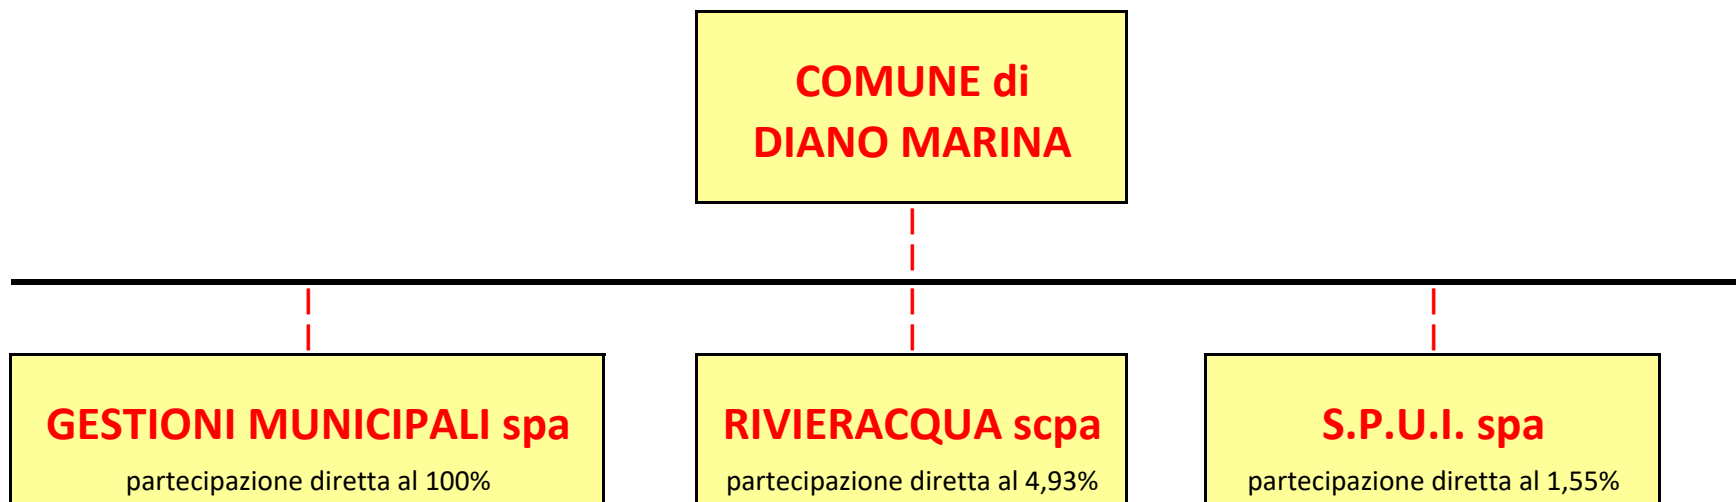 COMUNE di
DIANO MARINA
GESTIONI MUNICIPALI spa
partecipazione diretta al 100%
RIVIERACQUA scpa
partecipazione diretta al 4,93%
S.P.U.I. spa
partecipazione diretta al 1,55%